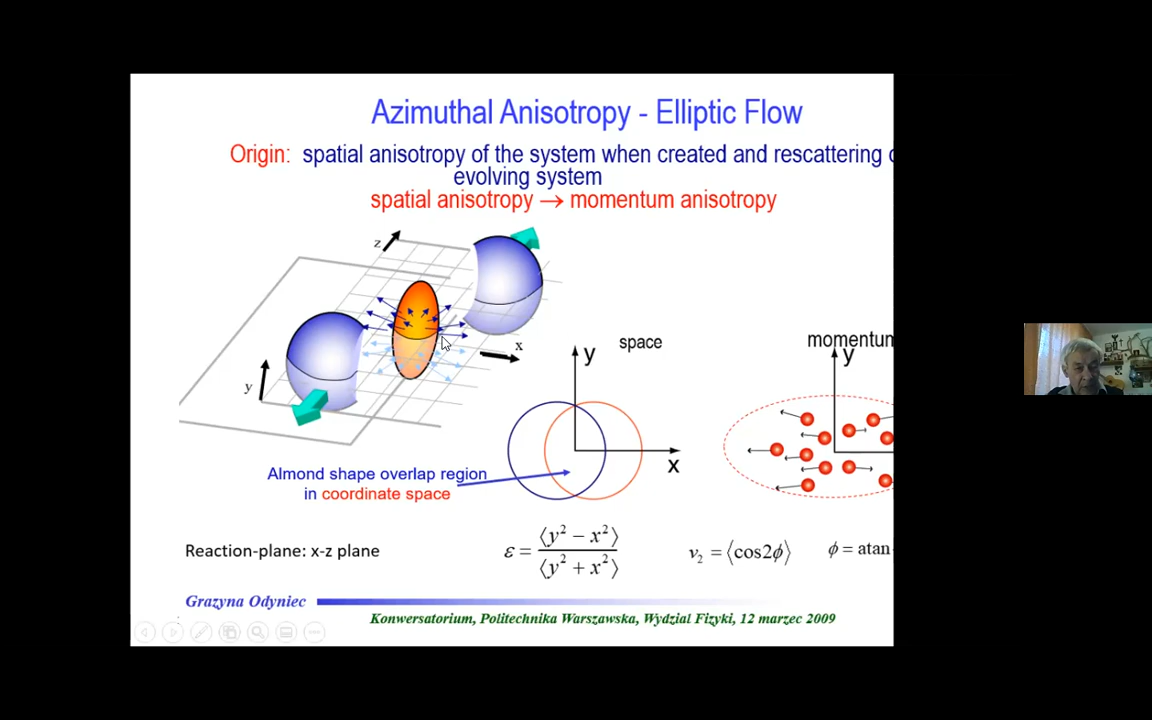 Azimuthal Anisotropy - Elliptic Flow
Origin: spatial anisotropy of the system when created and rescattering
evolving system
spatial anisotropy → momentum anisotropy
z
x
y
space
y
x
momentum
y
Almond shape overlap region
in coordinate space
Reaction-plane: x-z plane
ε = ⟨y² − x²⟩ / ⟨y² + x²⟩
v₂ = ⟨cos2ϕ⟩
ϕ = atan
Grazyna Odyniec
Konwersatorium, Politechnika Warszawska, Wydzial Fizyki, 12 marzec 2009